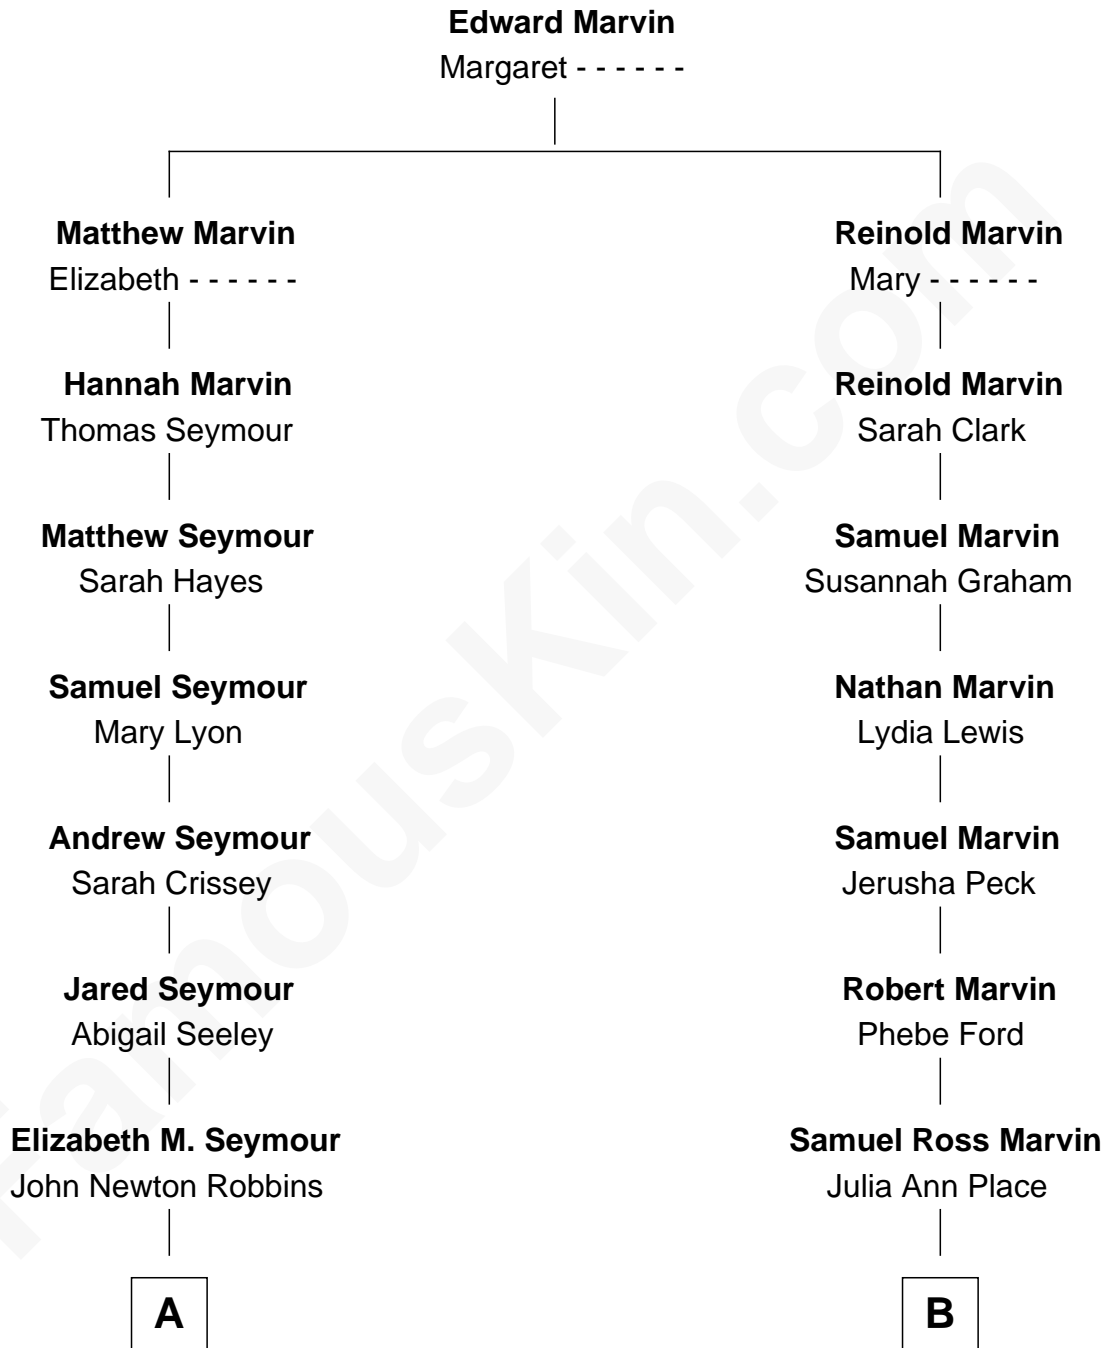 Edward Marvin
Margaret - - - - - -
Matthew Marvin
Elizabeth - - - - - -
Hannah Marvin
Thomas Seymour
Matthew Seymour
Sarah Hayes
Samuel Seymour
Mary Lyon
Andrew Seymour
Sarah Crissey
Jared Seymour
Abigail Seeley
Elizabeth M. Seymour
John Newton Robbins
A
Reinold Marvin
Mary - - - - - -
Reinold Marvin
Sarah Clark
Samuel Marvin
Susannah Graham
Nathan Marvin
Lydia Lewis
Samuel Marvin
Jerusha Peck
Robert Marvin
Phebe Ford
Samuel Ross Marvin
Julia Ann Place
B
FamousKin.com